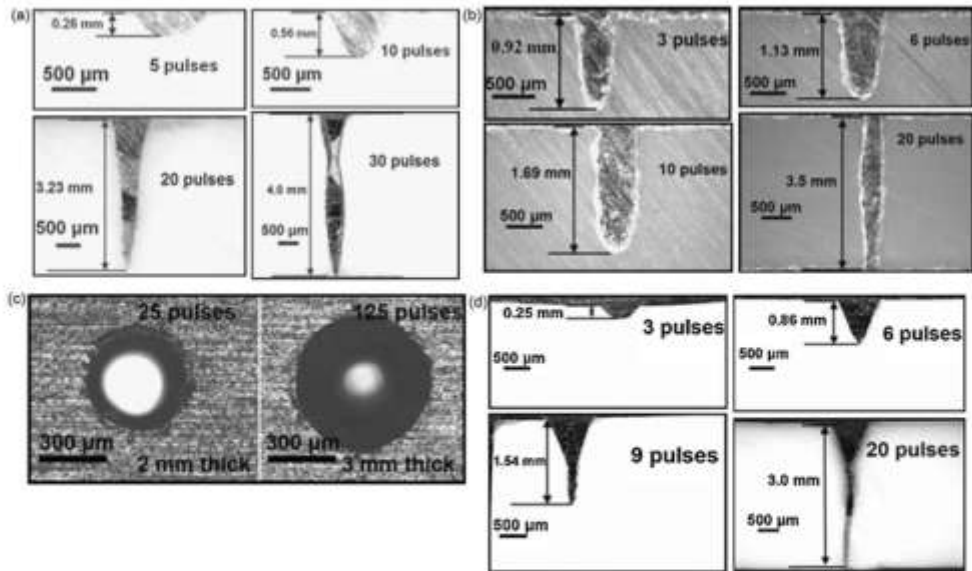 (a)
0.26 mm
500 µm
5 pulses
0.56 mm
500 µm
10 pulses
3.23 mm
20 pulses
500 µm
30 pulses
4.0 mm
500 µm
(b)
0.92 mm
3 pulses
500 µm
1.13 mm
6 pulses
500 µm
1.69 mm
10 pulses
500 µm
20 pulses
3.5 mm
500 µm
(c)
25 pulses
300 µm
2 mm thick
125 pulses
300 µm
3 mm thick
(d)
0.25 mm
3 pulses
500 µm
0.86 mm
6 pulses
500 µm
9 pulses
1.54 mm
500 µm
20 pulses
3.0 mm
500 µm